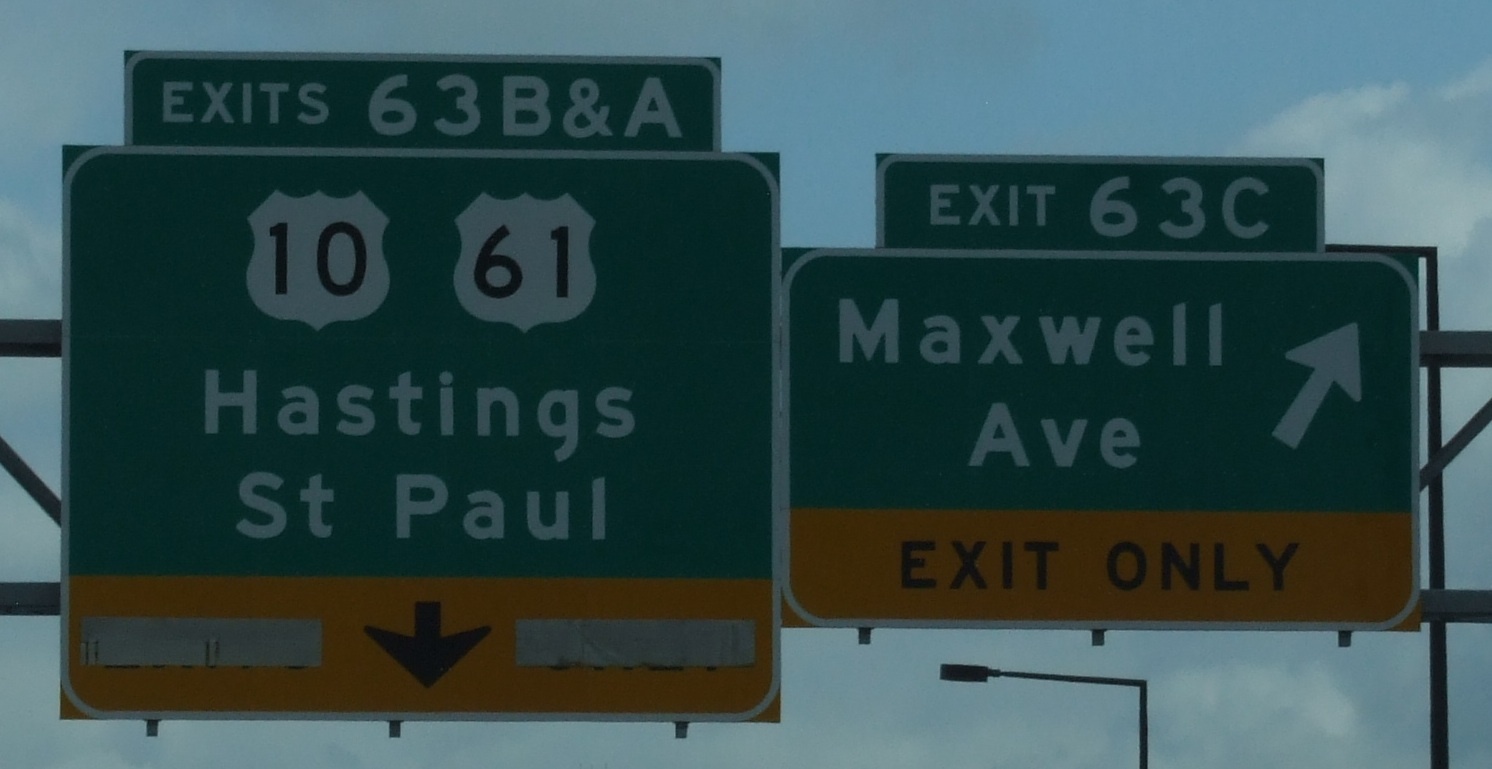 EXITS 63B&A
10 61
Hastings
St Paul
EXIT 63C
Maxwell
Ave
EXIT ONLY